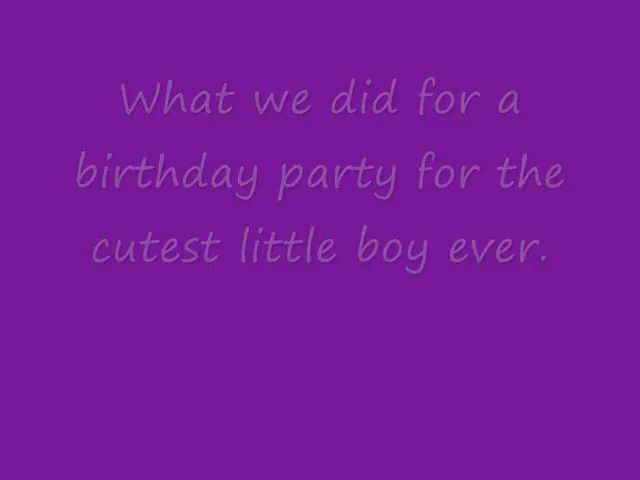 What we did for a
birthday party for the
cutest little boy ever.